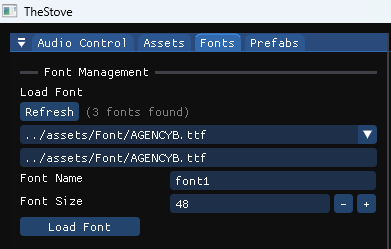 TheStove
Audio Control Assets Fonts Prefabs
Font Management
Load Font
Refresh (3 fonts found)
../assets/Font/AGENCYB.ttf
../assets/Font/AGENCYB.ttf
Font Name font1
Font Size 48 - +
Load Font